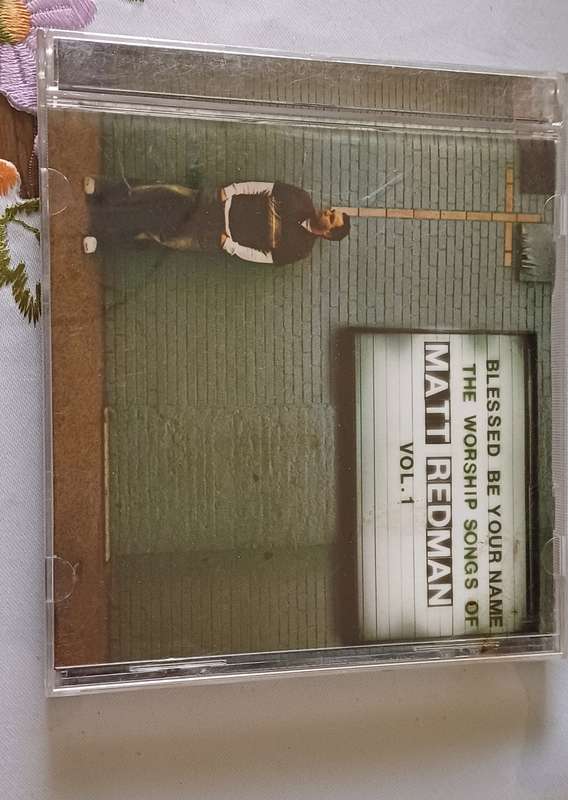 BLESSED BE YOUR NAME
THE WORSHIP SONGS OF
MATT REDMAN
VOL.1